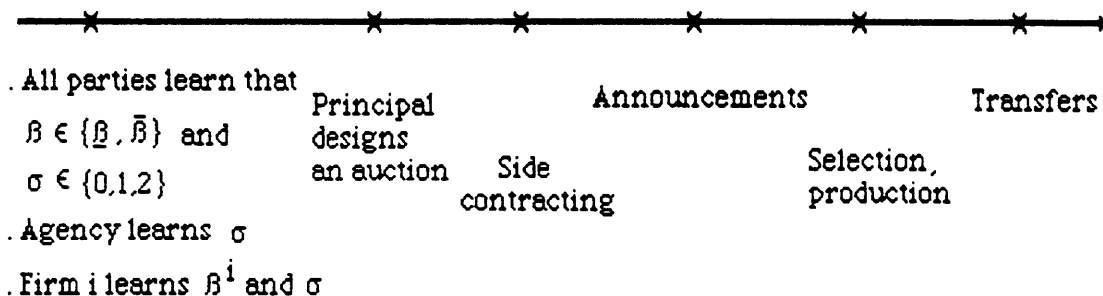 . All parties learn that
β ∈ {β̲, β̄} and
σ ∈ {0,1,2}
. Agency learns σ
. Firm i learns βⁱ and σ
Principal
designs
an auction
Side
contracting
Announcements
Selection,
production
Transfers